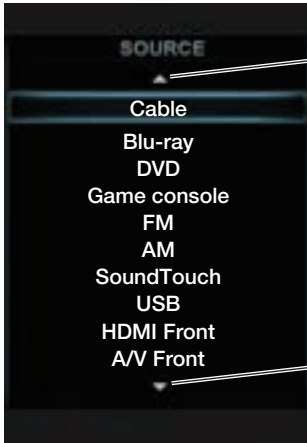 SOURCE
Cable
Blu-ray
DVD
Game console
FM
AM
SoundTouch
USB
HDMI Front
A/V Front